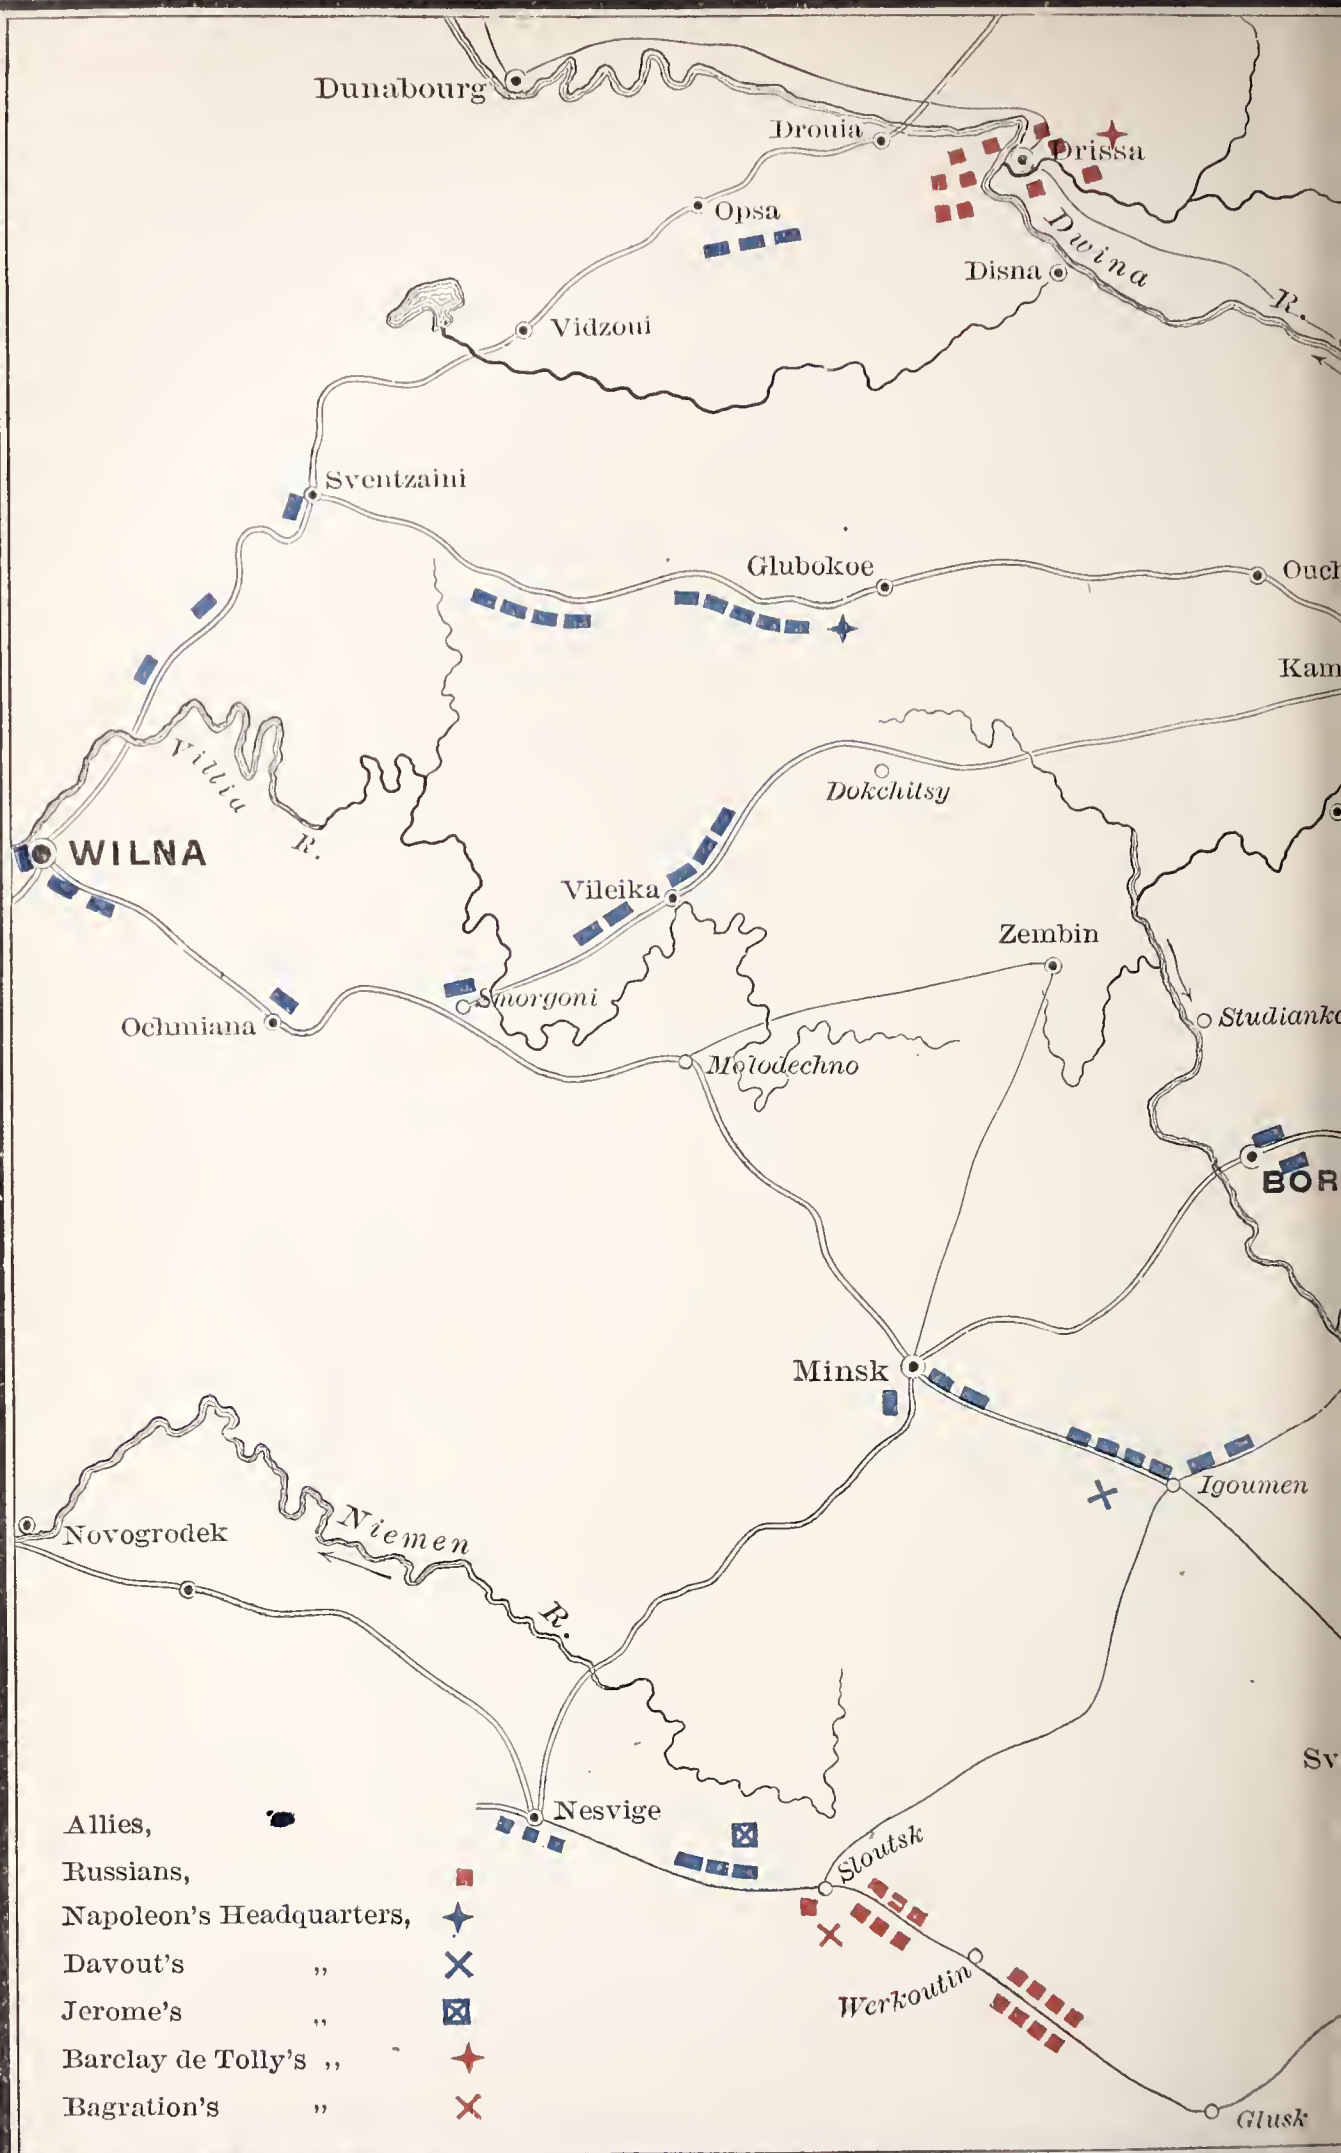 Dunabourg
Drouia
Drissa
Opsa
Dwina R.
Disna
Vidzoui
Sventzaini
Glubokoe
Ouch
Kam
Villia R.
Dokchitsy
WILNA
Vileika
Zembin
Smorgoni
Studianka
Ochmiana
Molodechno
BOR
Minsk
Igoumen
Niemen R.
Novogrodek
Sv
Nesvige
Sloutsk
Werkoutin
Glusk
Allies,
Russians,
Napoleon's Headquarters,
Davout's ,,
Jerome's ,,
Barclay de Tolly's ,,
Bagration's ,,